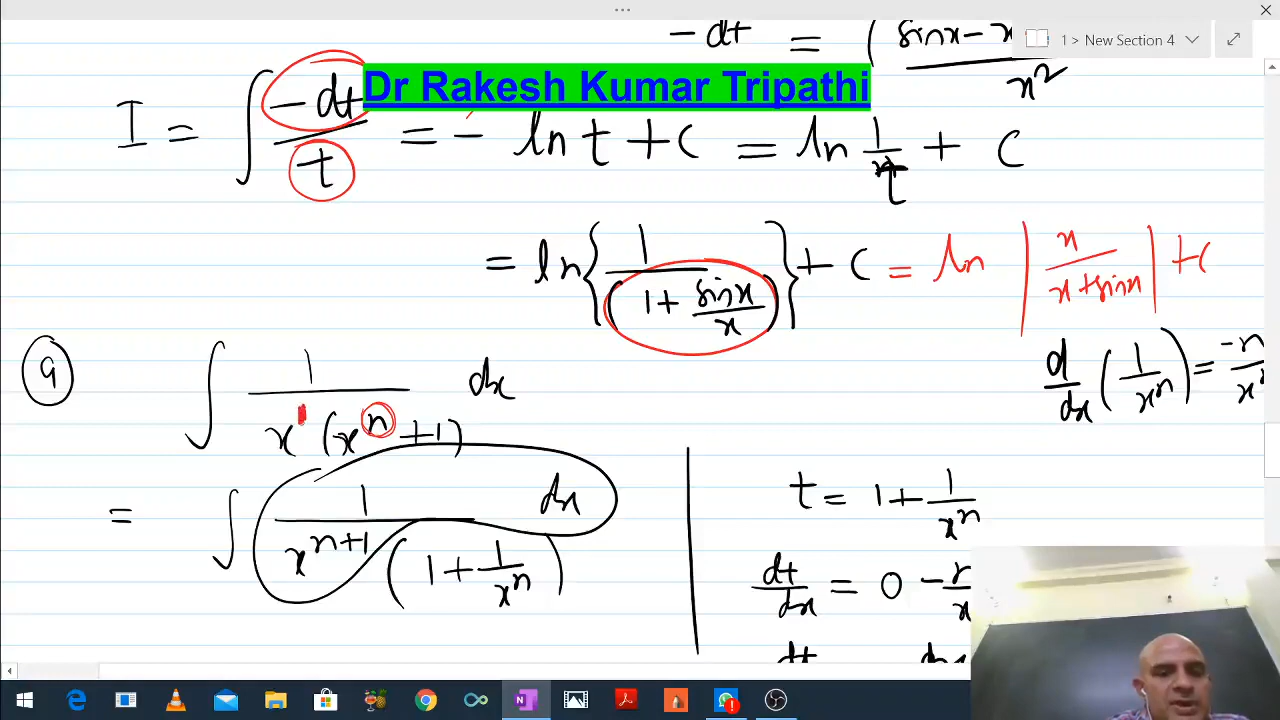 1 > New Section 4
-dt = (sinx - x
x²
Dr Rakesh Kumar Tripathi
I = ∫ -dt/t = - ln t + C = ln 1/t + C
= ln{1/(1 + sinx/x)} + C = ln |x/(x+sinx)| + C
9 ∫ 1/(x¹(xⁿ+1)) dx
d/dx (1/xⁿ) = -n/x
= ∫ 1/(xⁿ⁺¹(1 + 1/xⁿ)) dx
t = 1 + 1/xⁿ
dt/dx = 0 -